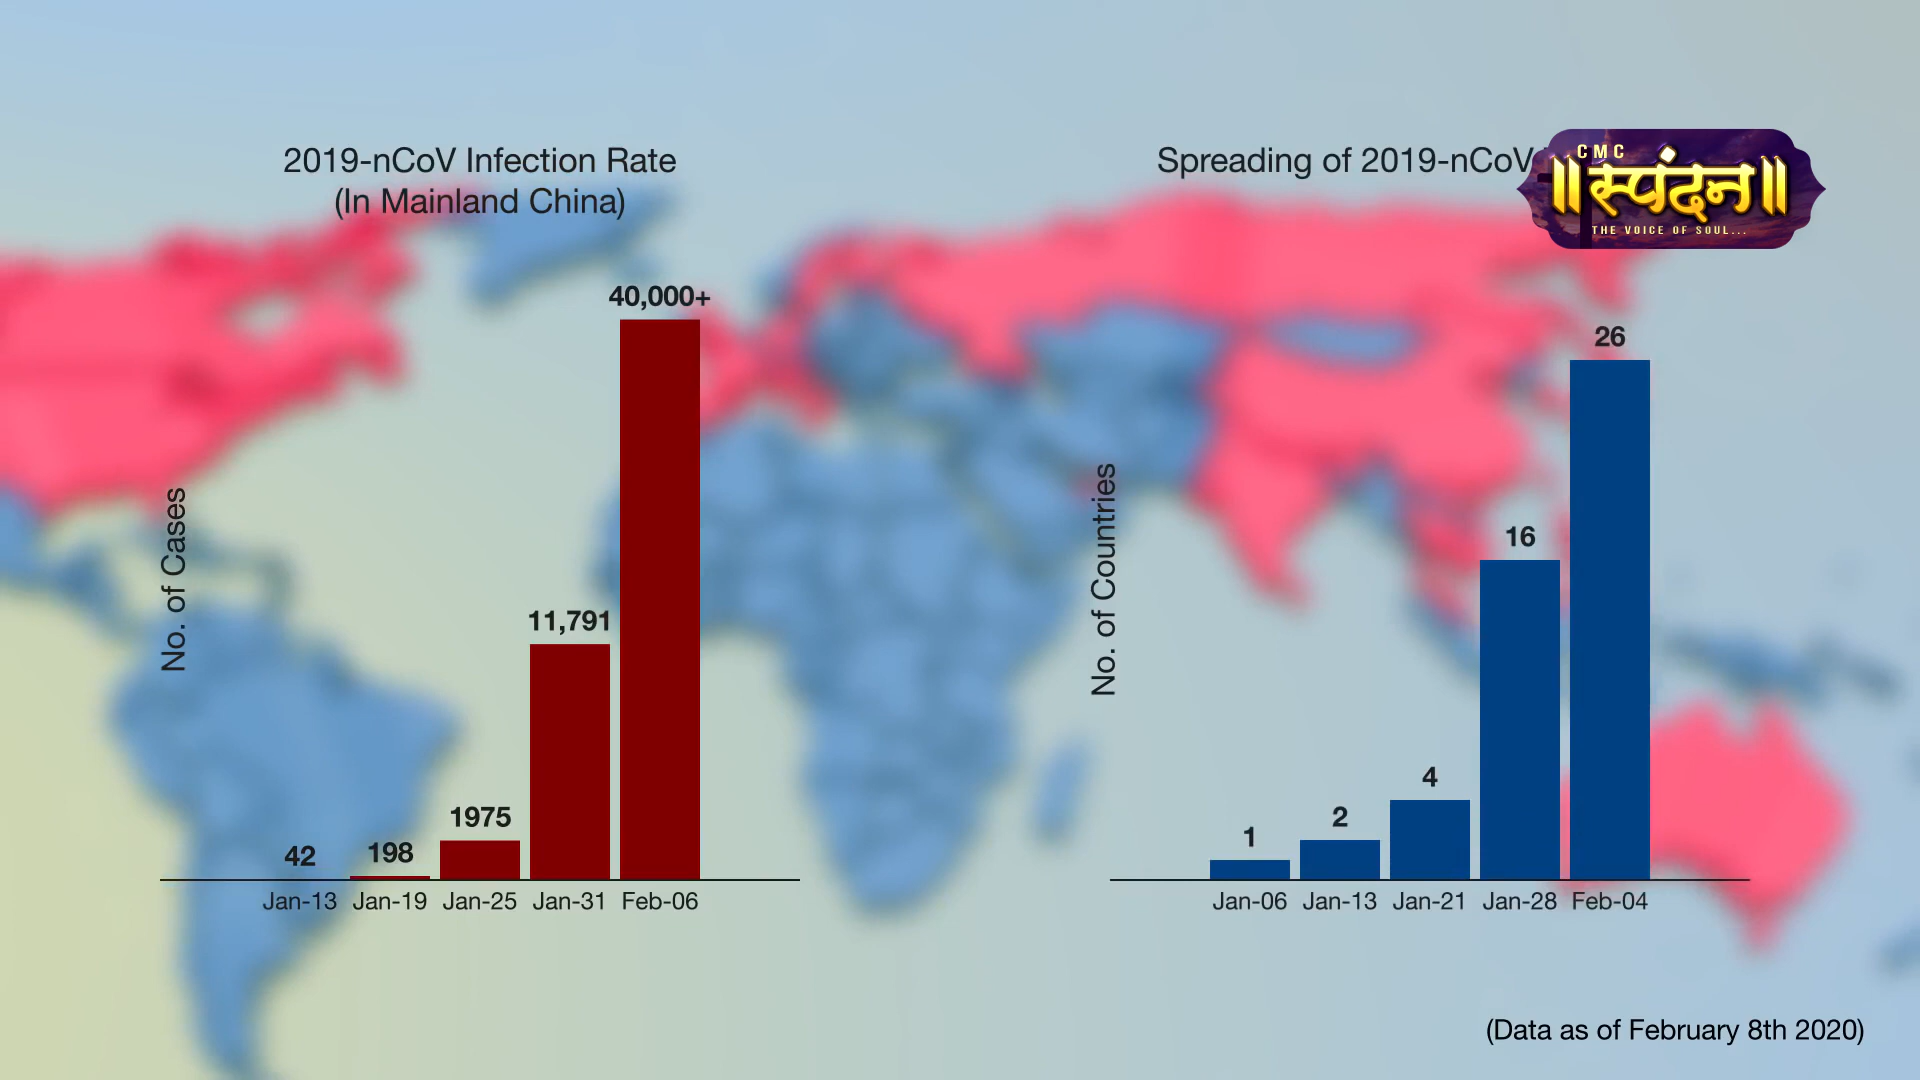 2019-nCoV Infection Rate
(In Mainland China)
No. of Cases
40,000+
11,791
1975
198
42
Jan-13 Jan-19 Jan-25 Jan-31 Feb-06
Spreading of 2019-nCoV
CMC
॥स्पंदन॥
THE VOICE OF SOUL...
No. of Countries
26
16
4
2
1
Jan-06 Jan-13 Jan-21 Jan-28 Feb-04
(Data as of February 8th 2020)